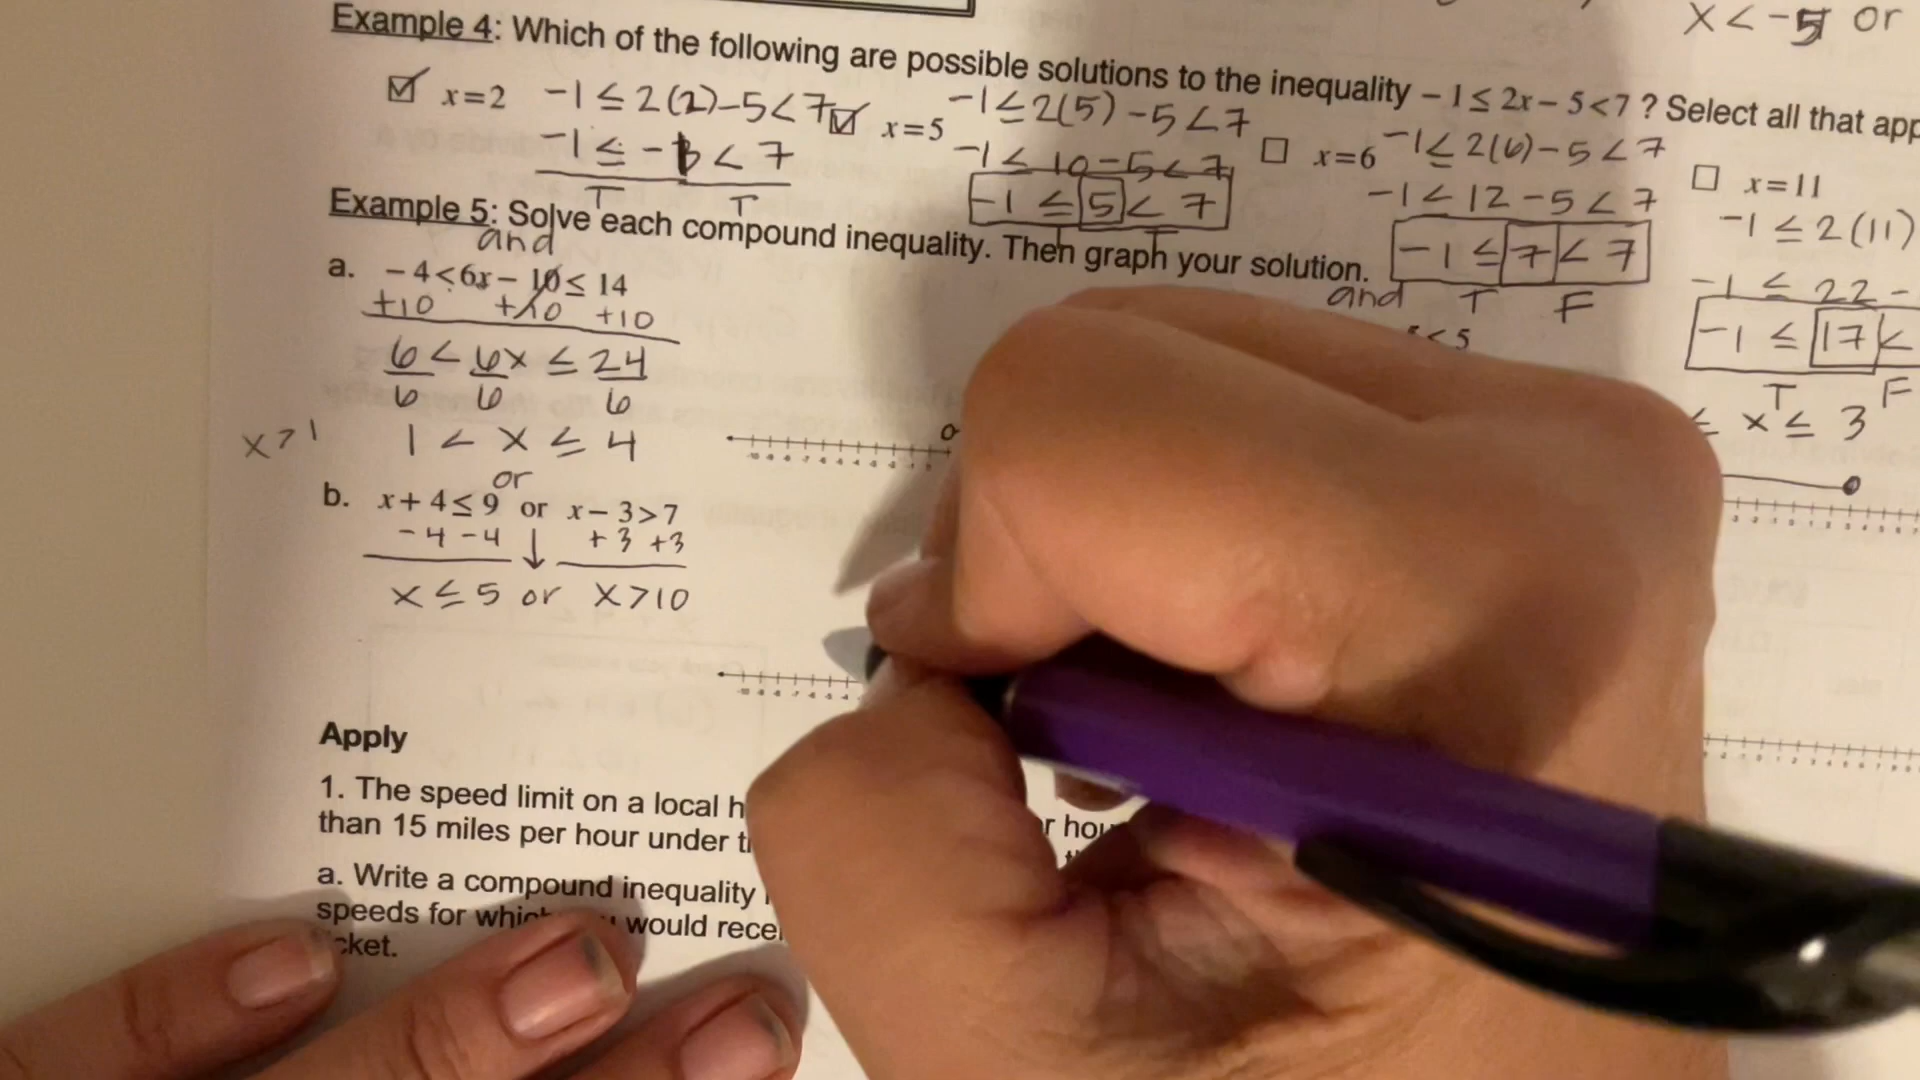 x < -5 or
Example 4: Which of the following are possible solutions to the inequality – 1 ≤ 2x – 5 < 7 ? Select all that app
☑ x = 2 -1 ≤ 2(2)-5<7 ☑ x = 5 -1≤2(5)-5<7 ☐ x = 6 -1≤2(6)-5<7 ☐ x = 11
-1 ≤ -1 < 7 -1≤ 10-5<7 -1< 12-5<7 -1 ≤ 2(11)
T T -1 ≤ 5 < 7 -1 ≤ 7 < 7 -1 ≤ 22 -
T T T F -1 ≤ 17 <
T F
Example 5: Solve each compound inequality. Then graph your solution.
and and
a. – 4 < 6x – 10 ≤ 14 < 5
+10 +10 +10
6 < 6x ≤ 24
6 6 6
x > 1 1 < x ≤ 4 ≤ x ≤ 3
or
b. x + 4 ≤ 9 or x – 3 > 7
-4 -4 ↓ +3 +3
x ≤ 5 or x > 10
Apply
1. The speed limit on a local h r hou
than 15 miles per hour under t
a. Write a compound inequality
speeds for would rece
cket.